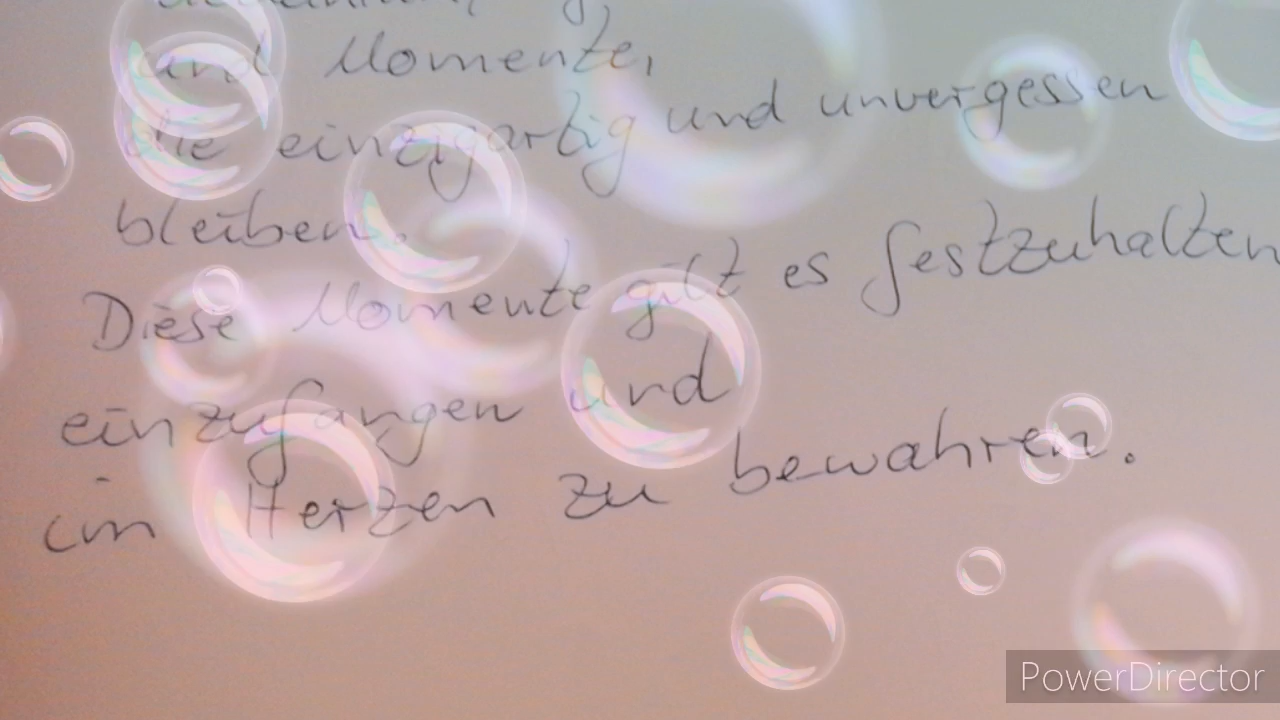 und Momente,
die einzigartig und unvergessen
bleiben.
Diese Momente gilt es festzuhalten
einzufangen und
im Herzen zu bewahren.
PowerDirector